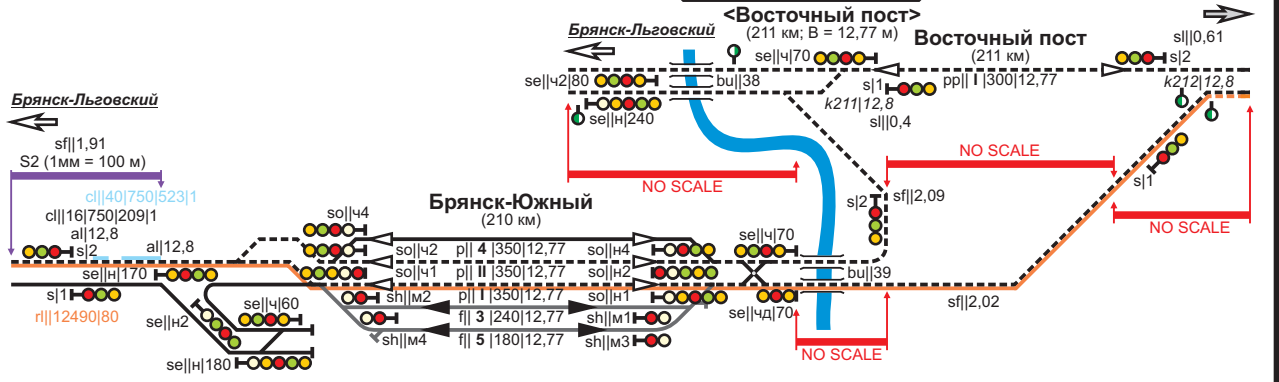 <Восточный пост>
(211 км; В = 12,77 м)
Брянск-Льговский
se||ч|70
Восточный пост
(211 км)
sl||0,61
s|2
se||ч2|80
bu||38
pp|| I |300|12,77
s|1
k211|12,8
sl||0,4
k212|12,8
se||н|240
NO SCALE
NO SCALE
s|1
NO SCALE
Брянск-Льговский
sf||1,91
S2 (1мм = 100 м)
cl||40|750|523|1
cl||16|750|209|1
al||12,8
s|2
al||12,8
se||н|170
s|1
rl||12490|80
se||н2
se||ч|60
se||н|180
Брянск-Южный
(210 км)
so||ч4
so||ч2
p|| 4 |350|12,77
so||н4
so||ч1
p|| II |350|12,77
so||н2
sh||м2
p|| I |350|12,77
so||н1
f|| 3 |240|12,77
sh||м1
sh||м4
f|| 5 |180|12,77
sh||м3
se||ч|70
se||чд|70
s|2
sf||2,09
bu||39
sf||2,02
NO SCALE